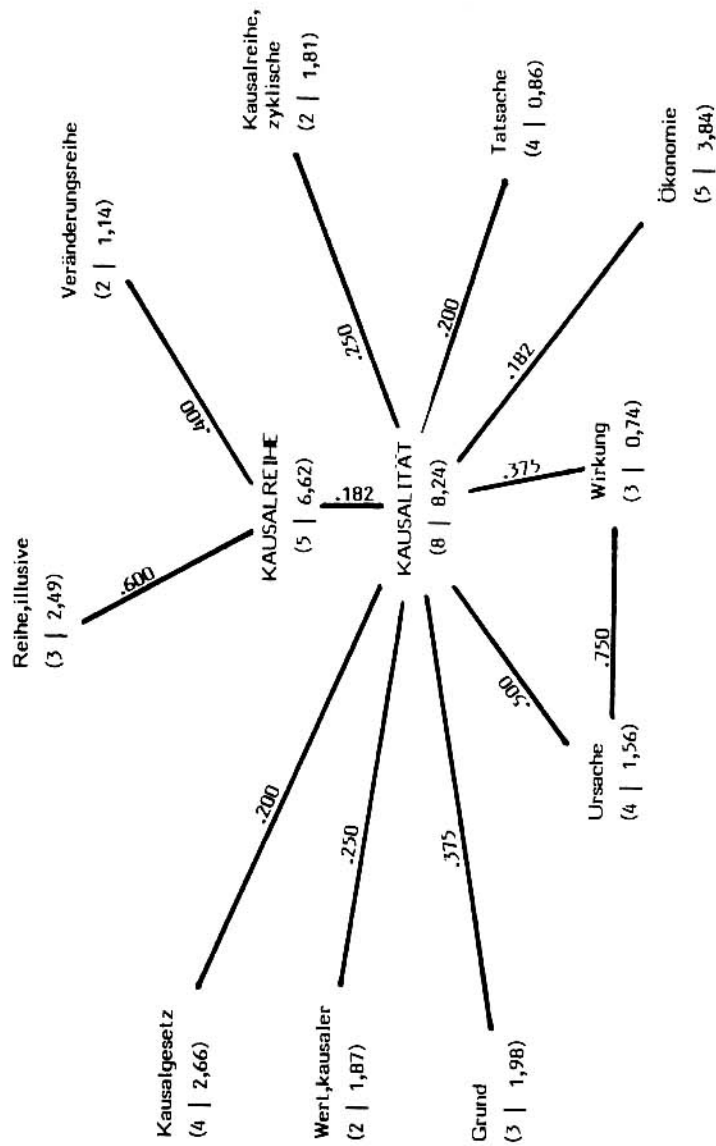 Reihe,illusive
(3 | 2,49)
Veränderungsreihe
(2 | 1,14)
.600
.400
Kausalgesetz
(4 | 2,66)
KAUSALREIHE
(5 | 6,62)
Kausalreihe,
zyklische
(2 | 1,81)
.200
.182
.250
Wert,kausaler
(2 | 1,87)
.250
KAUSALITÄT
(8 | 8,24)
.200
Tatsache
(4 | 0,86)
Grund
(3 | 1,98)
.375
.500
.375
.182
Ursache
(4 | 1,56)
.750
Wirkung
(3 | 0,74)
Ökonomie
(5 | 3,84)